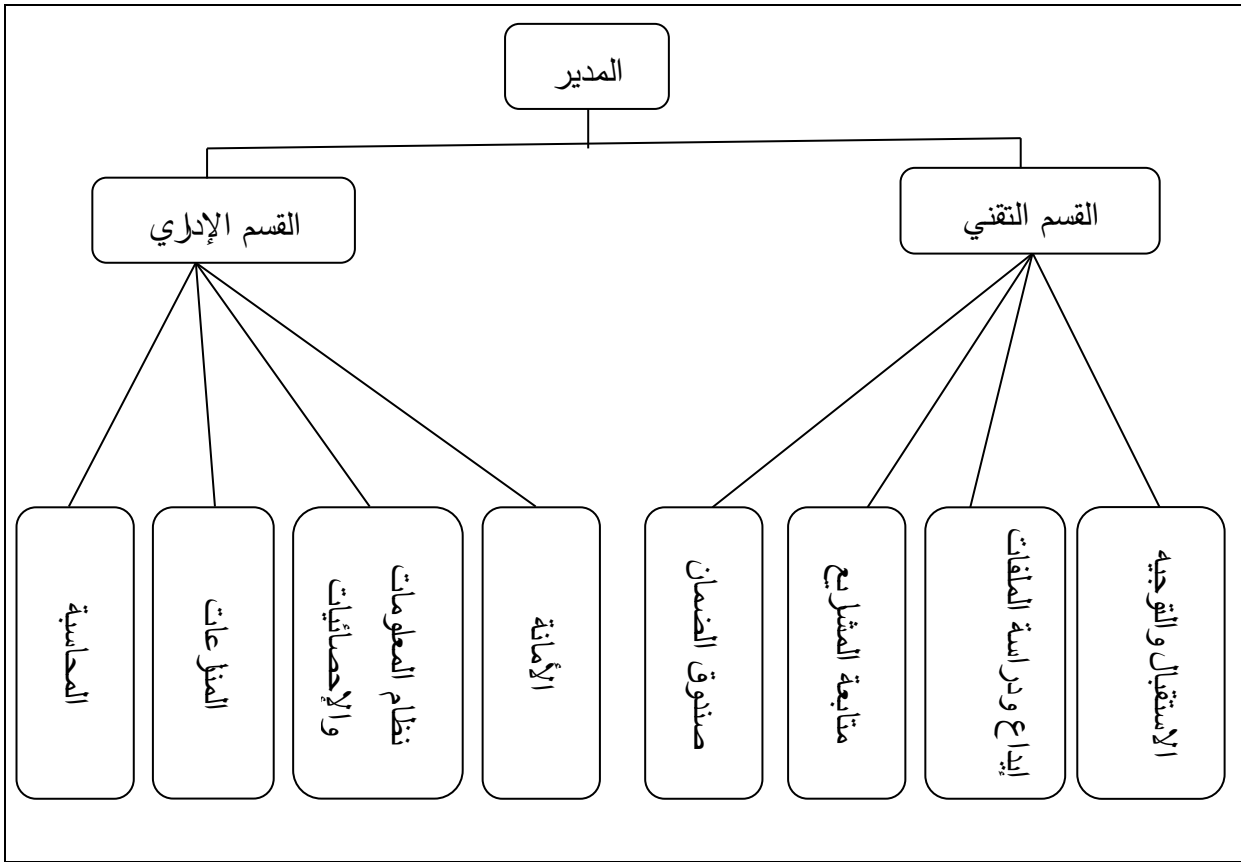 المدير
القسم التقني
القسم الإداري
الاستقبال والتوجيه
إيداع ودراسة الملفات
متابعة المشاريع
صندوق الضمان
الأمانة
نظام المعلومات
والإحصائيات
المنازعات
المحاسبة